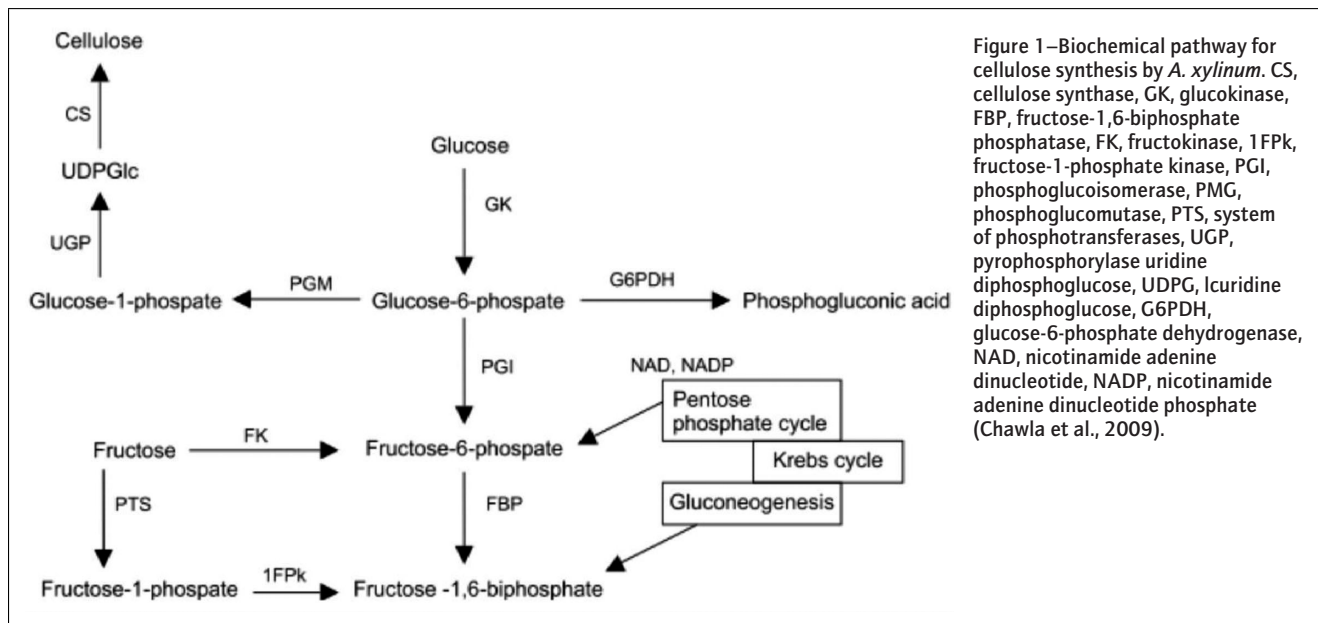 Cellulose
CS
UDPGlc
UGP
Glucose-1-phospate
PGM
Glucose
GK
Glucose-6-phospate
G6PDH
Phosphogluconic acid
PGI
NAD, NADP
Pentose
phosphate cycle
Krebs cycle
Gluconeogenesis
Fructose
FK
Fructose-6-phospate
PTS
FBP
Fructose-1-phospate
1FPk
Fructose -1,6-biphosphate
Figure 1–Biochemical pathway for
cellulose synthesis by A. xylinum. CS,
cellulose synthase, GK, glucokinase,
FBP, fructose-1,6-biphosphate
phosphatase, FK, fructokinase, 1FPk,
fructose-1-phosphate kinase, PGI,
phosphoglucoisomerase, PMG,
phosphoglucomutase, PTS, system
of phosphotransferases, UGP,
pyrophosphorylase uridine
diphosphoglucose, UDPG, lcuridine
diphosphoglucose, G6PDH,
glucose-6-phosphate dehydrogenase,
NAD, nicotinamide adenine
dinucleotide, NADP, nicotinamide
adenine dinucleotide phosphate
(Chawla et al., 2009).